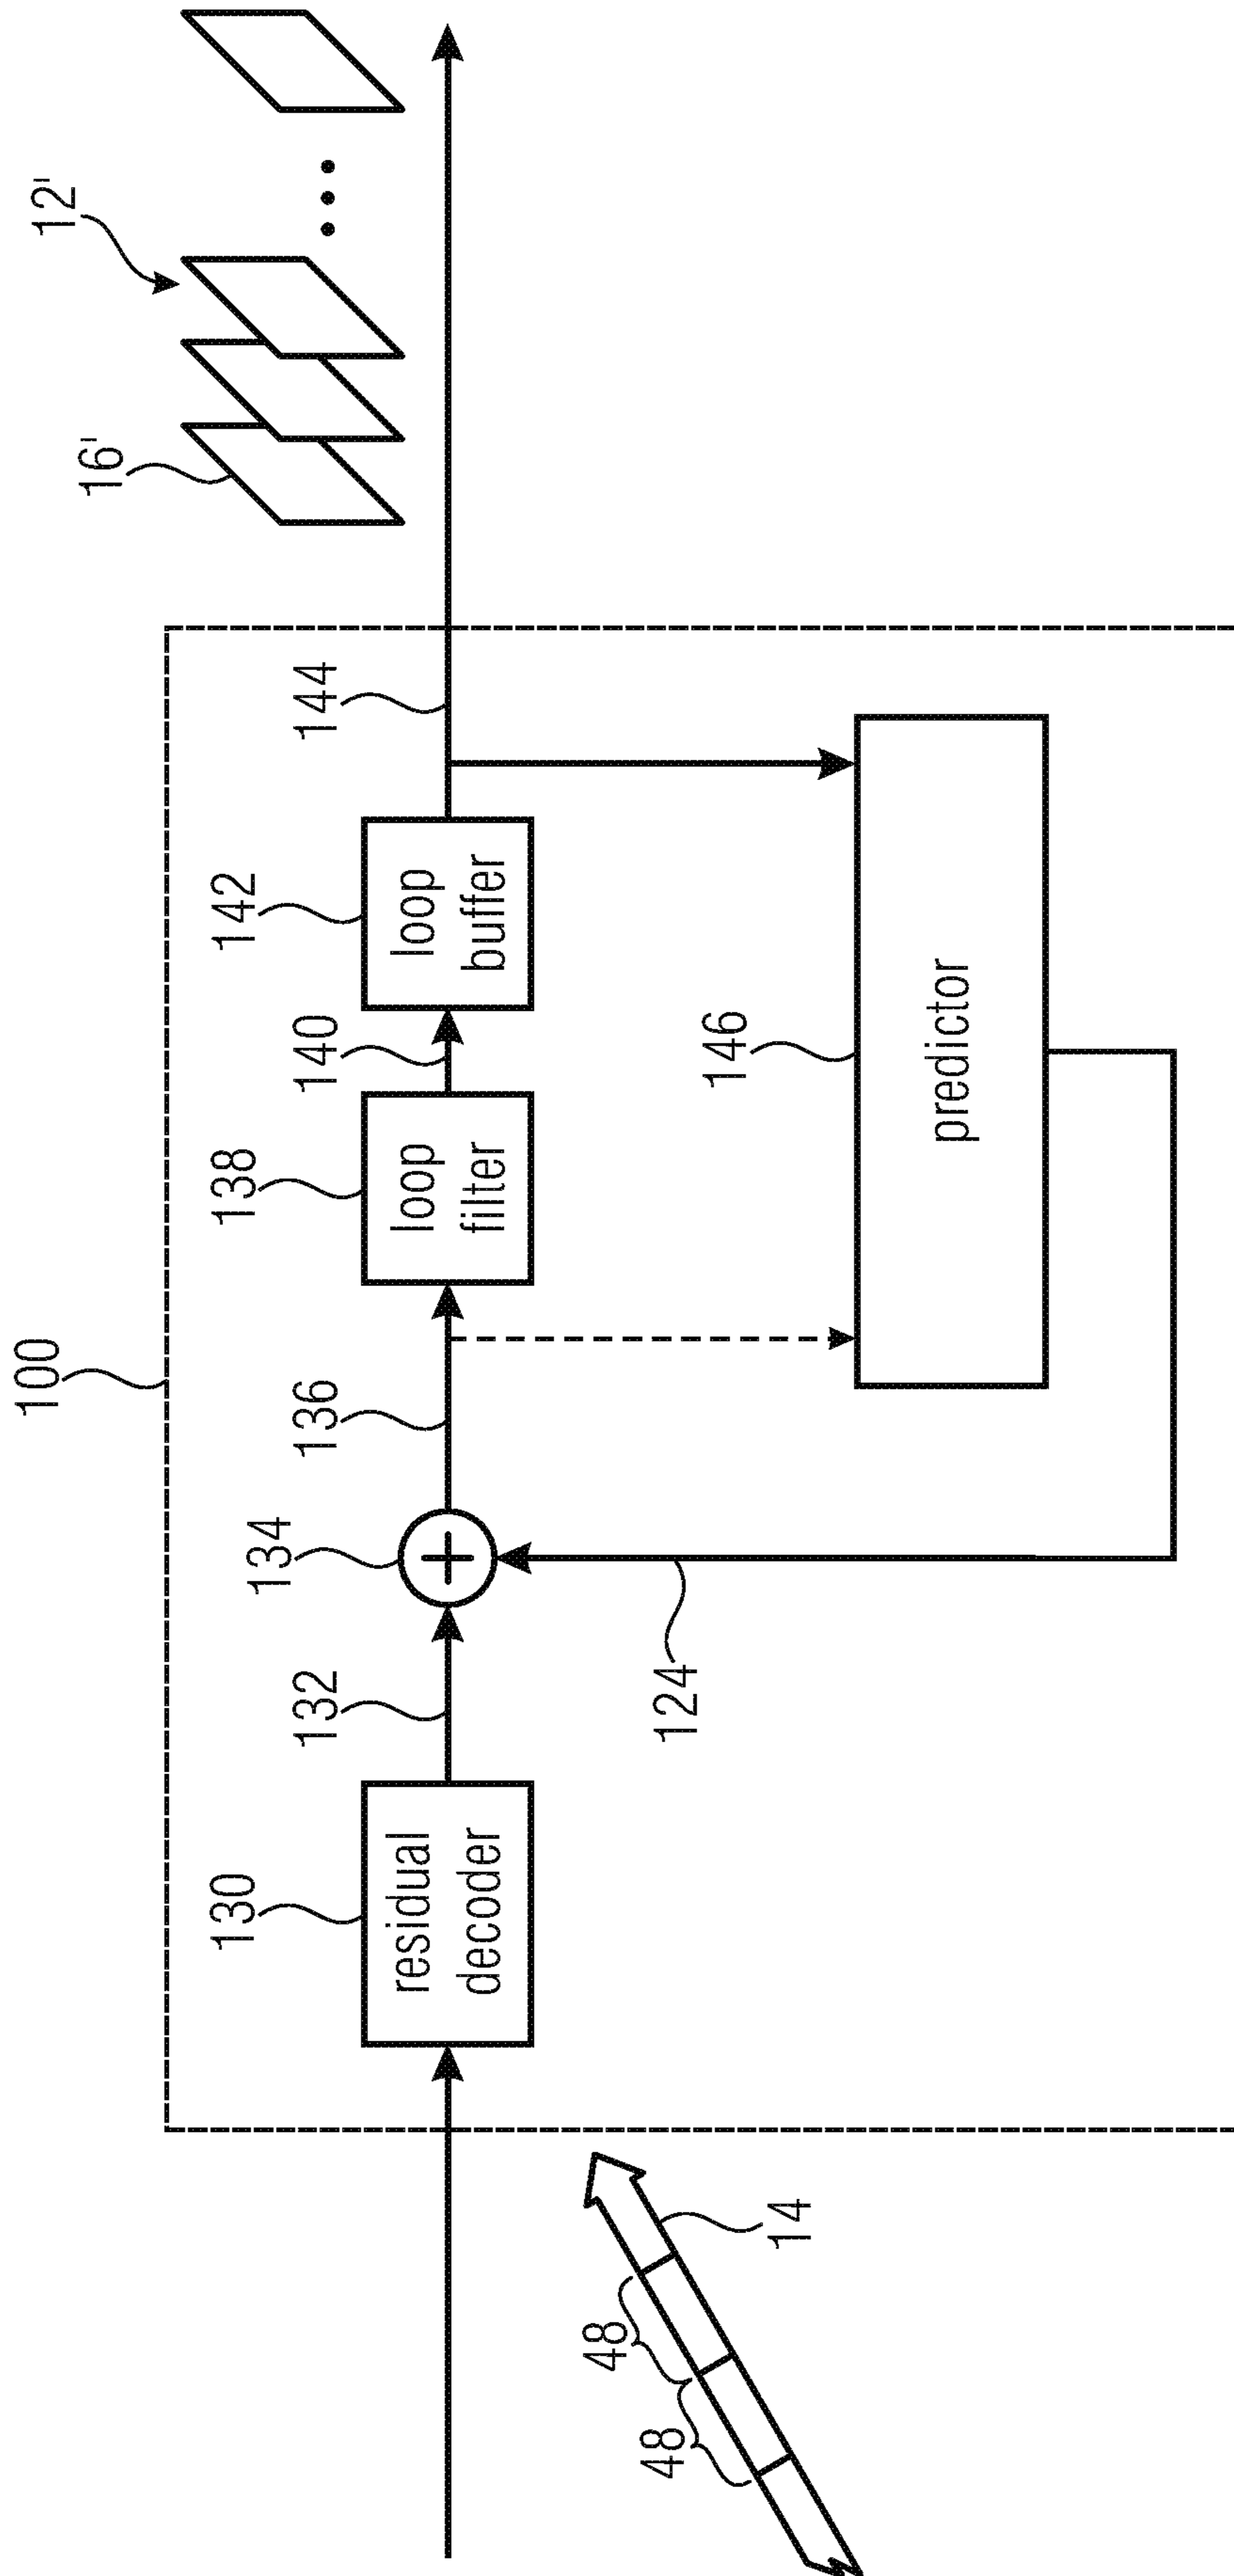 100
12'
16'
130
residual
decoder
132
134
136
138
loop
filter
140
142
loop
buffer
144
124
146
predictor
48
48
14